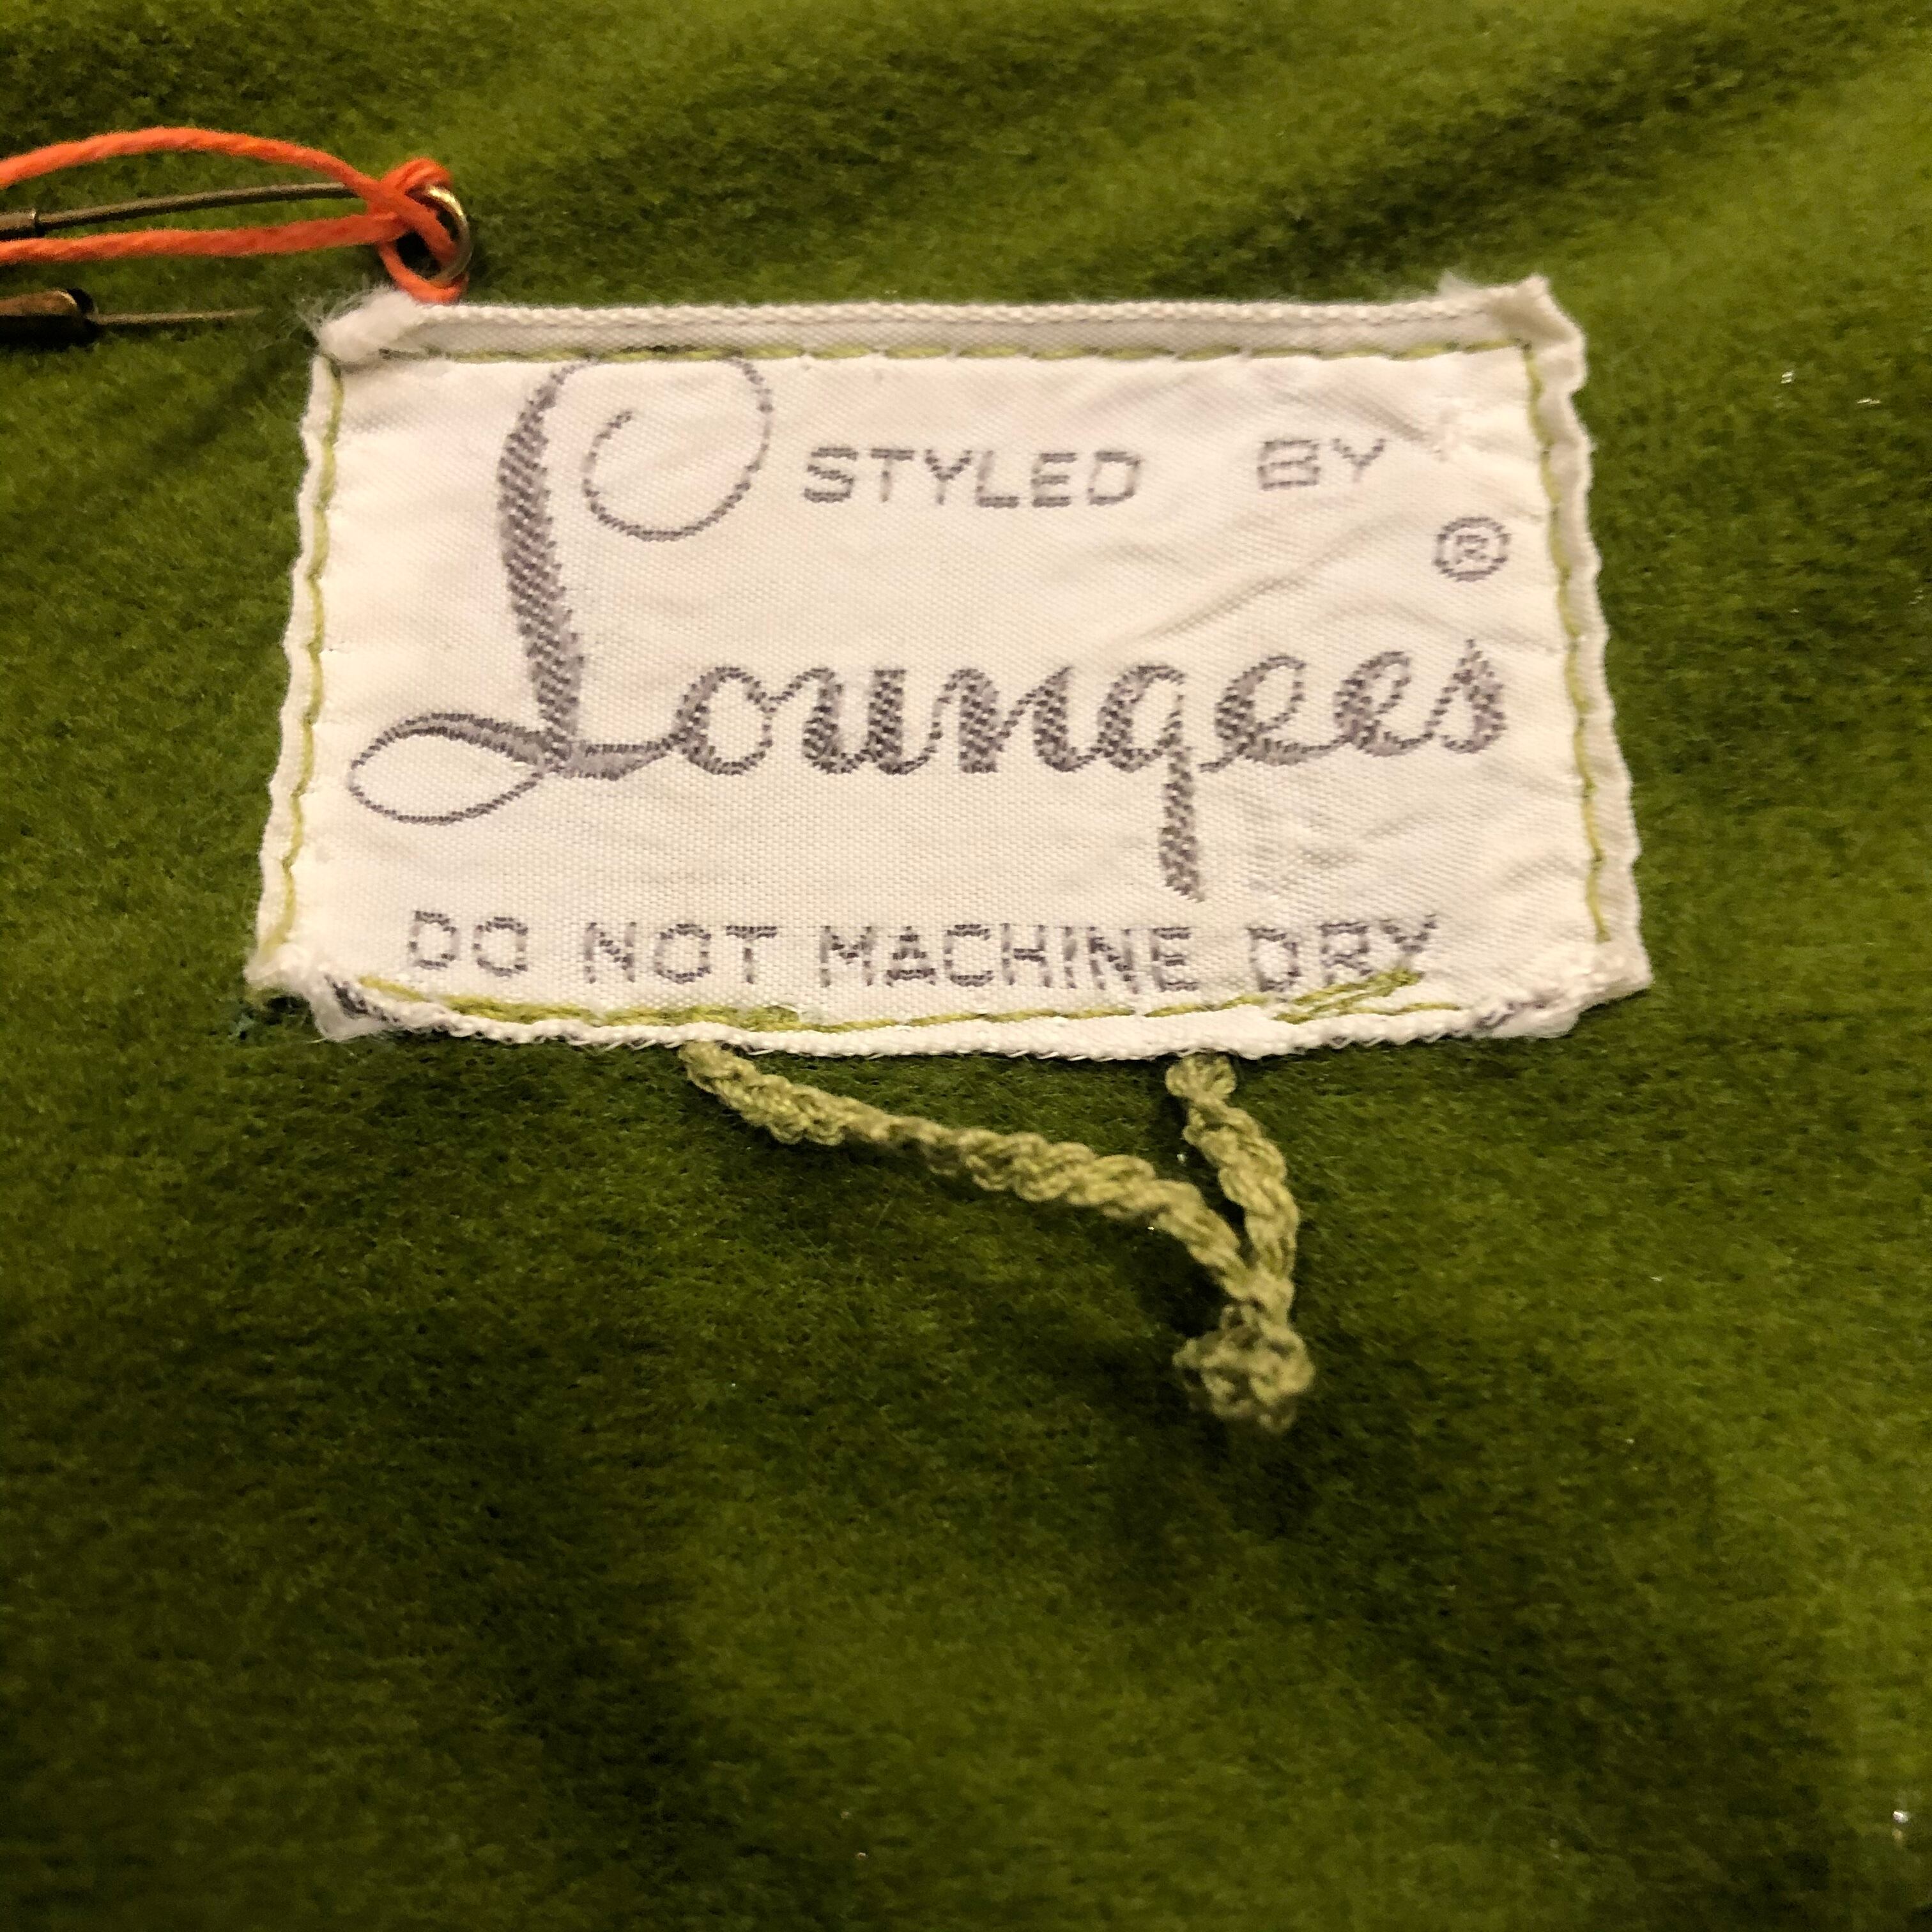 STYLED BY
®
Loungees
DO NOT MACHINE DRY